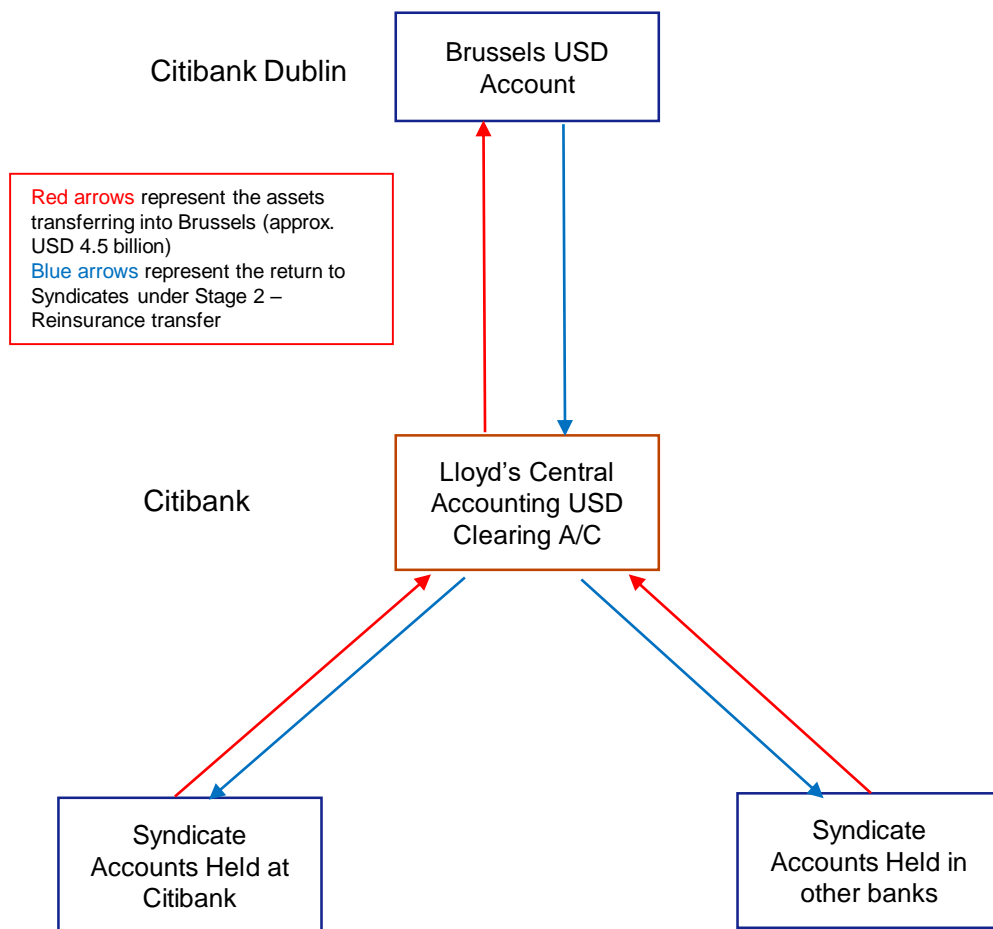 Brussels USD
Account
Citibank Dublin
Red arrows represent the assets
transferring into Brussels (approx.
USD 4.5 billion)
Blue arrows represent the return to
Syndicates under Stage 2 –
Reinsurance transfer
Lloyd's Central
Accounting USD
Clearing A/C
Citibank
Syndicate
Accounts Held at
Citibank
Syndicate
Accounts Held in
other banks